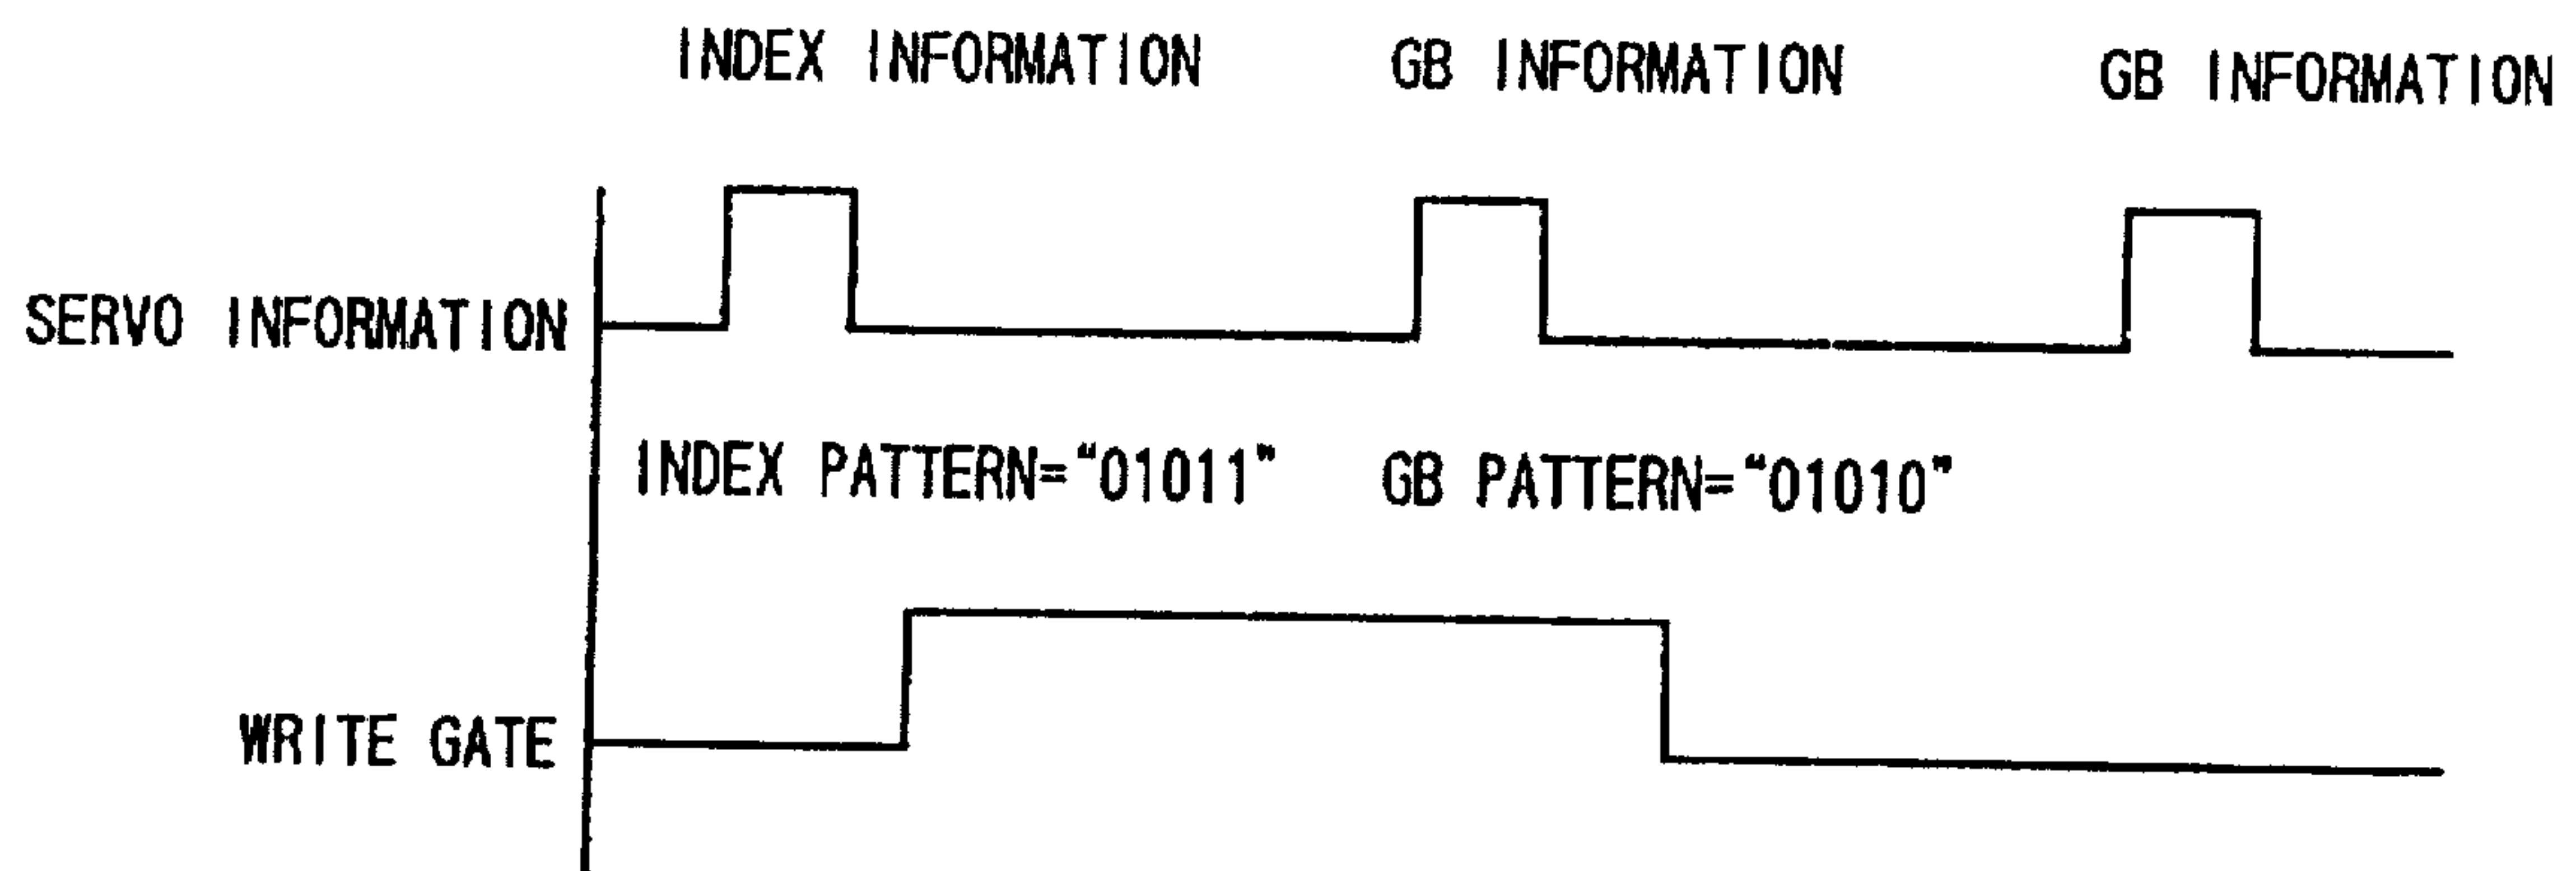 INDEX INFORMATION GB INFORMATION GB INFORMATION
SERVO INFORMATION
INDEX PATTERN=“01011” GB PATTERN=“01010”
WRITE GATE